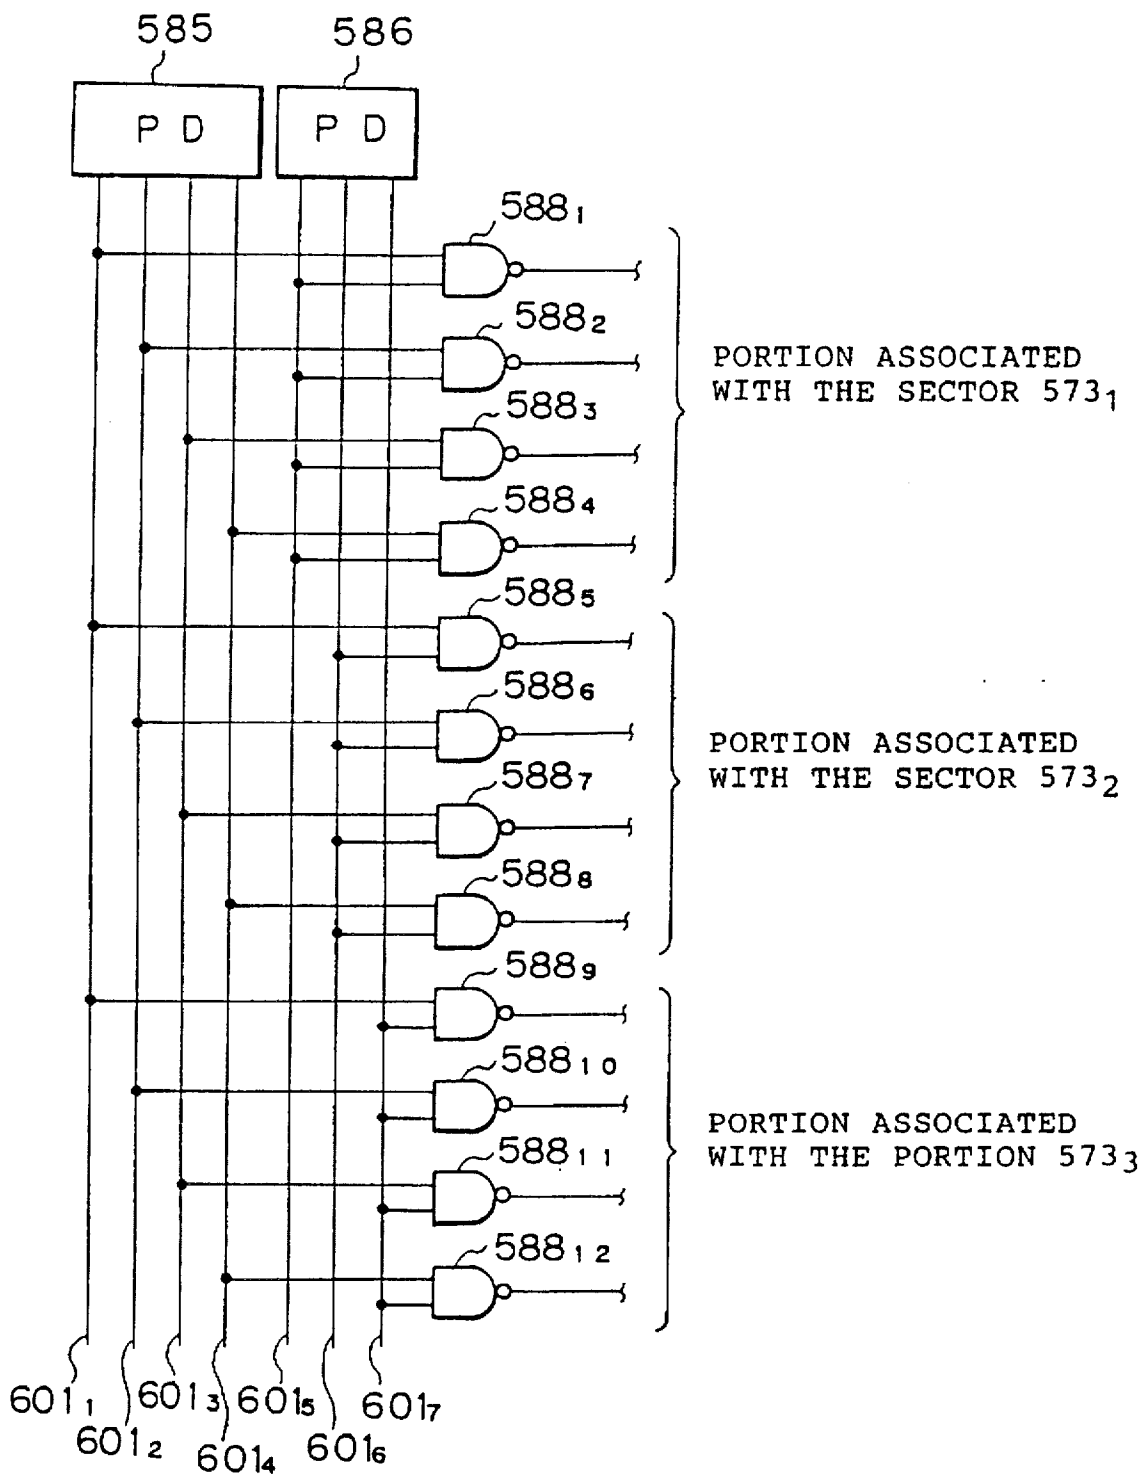 585
586
P D
P D
588₁
588₂
588₃
588₄
PORTION ASSOCIATED
WITH THE SECTOR 573₁
588₅
588₆
588₇
588₈
PORTION ASSOCIATED
WITH THE SECTOR 573₂
588₉
588₁₀
588₁₁
588₁₂
PORTION ASSOCIATED
WITH THE PORTION 573₃
601₁
601₂
601₃
601₄
601₅
601₆
601₇